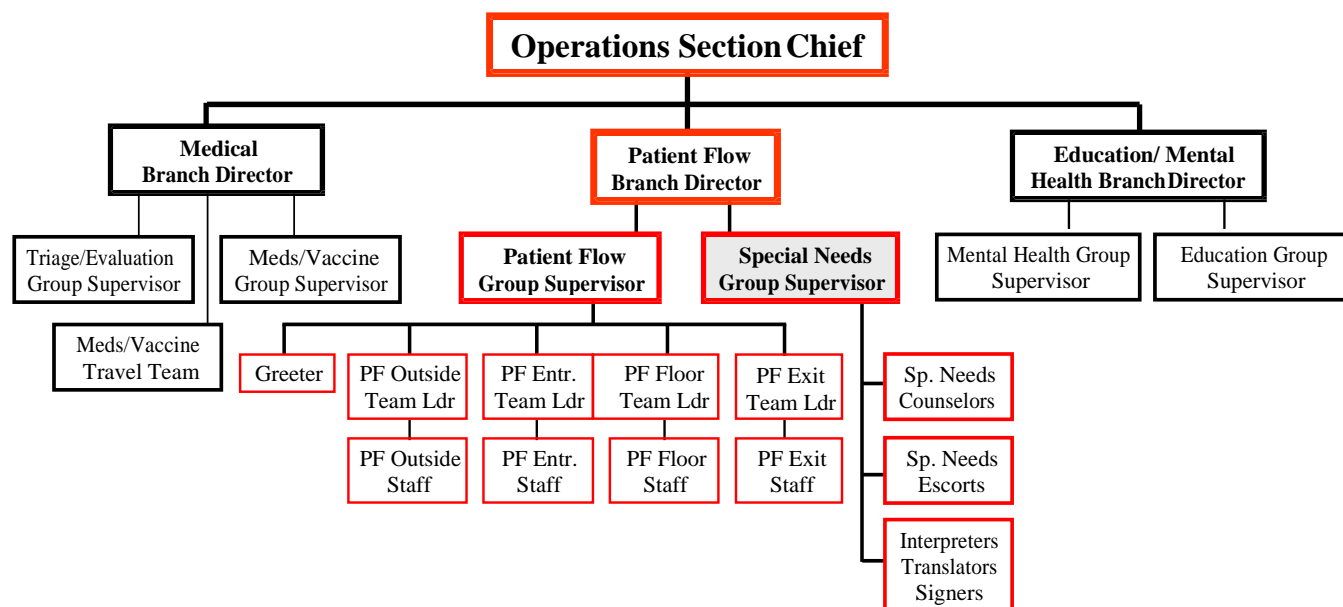 Operations Section Chief
Medical
Branch Director
Patient Flow
Branch Director
Education/ Mental
Health Branch Director
Triage/Evaluation
Group Supervisor
Meds/Vaccine
Group Supervisor
Meds/Vaccine
Travel Team
Patient Flow
Group Supervisor
Special Needs
Group Supervisor
Mental Health Group
Supervisor
Education Group
Supervisor
Greeter
PF Outside
Team Ldr
PF Entr.
Team Ldr
PF Floor
Team Ldr
PF Exit
Team Ldr
PF Outside
Staff
PF Entr.
Staff
PF Floor
Staff
PF Exit
Staff
Sp. Needs
Counselors
Sp. Needs
Escorts
Interpreters
Translators
Signers